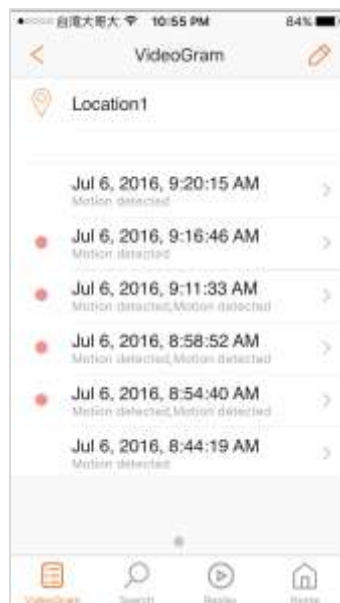 台灣大哥大 10:55 PM 84%
VideoGram
Location1
Jul 6, 2016, 9:20:15 AM
Motion detected
Jul 6, 2016, 9:16:46 AM
Motion detected
Jul 6, 2016, 9:11:33 AM
Motion detected,Motion detected
Jul 6, 2016, 8:58:52 AM
Motion detected,Motion detected
Jul 6, 2016, 8:54:40 AM
Motion detected,Motion detected
Jul 6, 2016, 8:44:19 AM
Motion detected
VideoGram Search Replay Home